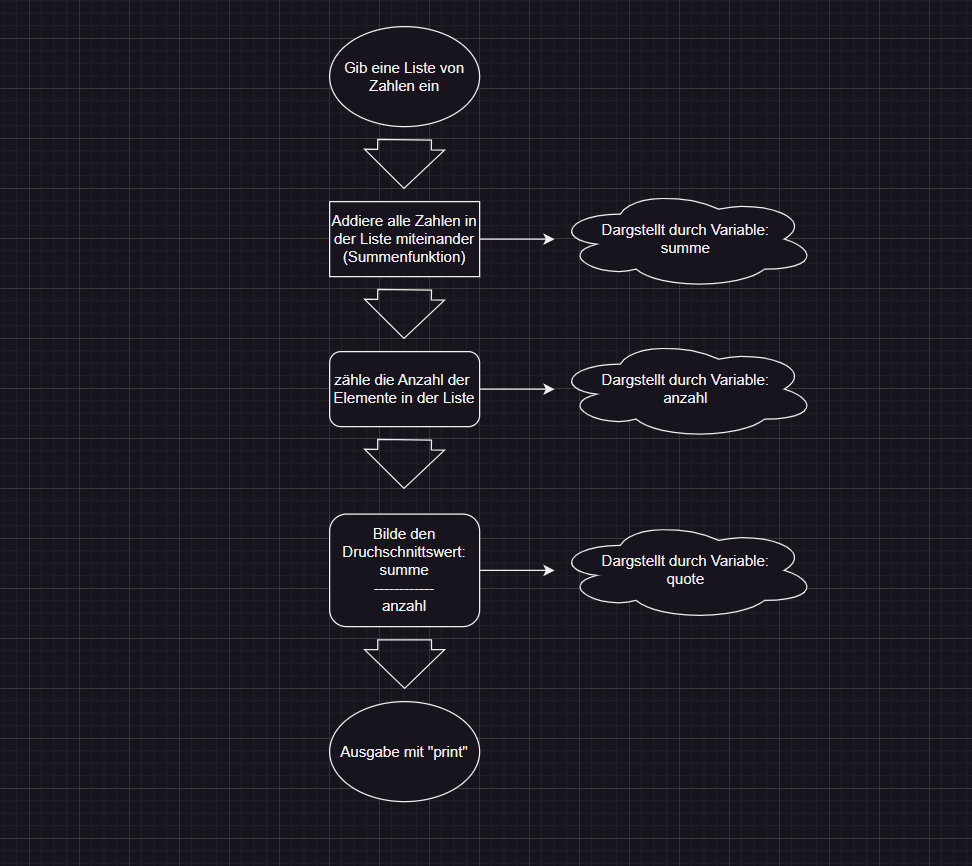 Gib eine Liste von
Zahlen ein
Addiere alle Zahlen in
der Liste miteinander
(Summenfunktion)
Dargstellt durch Variable:
summe
zähle die Anzahl der
Elemente in der Liste
Dargstellt durch Variable:
anzahl
Bilde den
Druchschnittswert:
summe
------------
anzahl
Dargstellt durch Variable:
quote
Ausgabe mit "print"